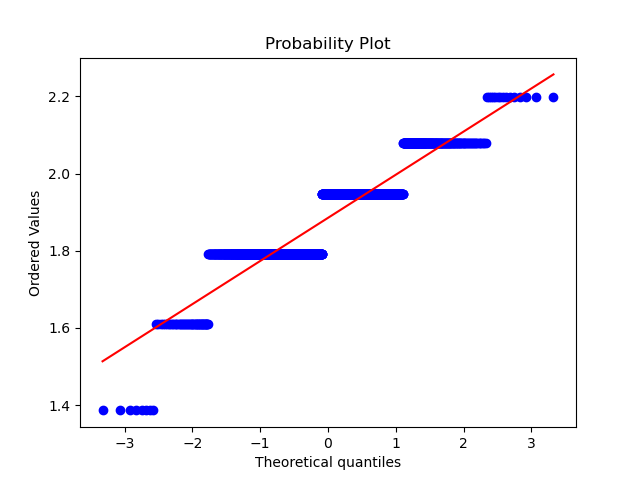 Probability Plot
Ordered Values
2.2
2.0
1.8
1.6
1.4
−3 −2 −1 0 1 2 3
Theoretical quantiles